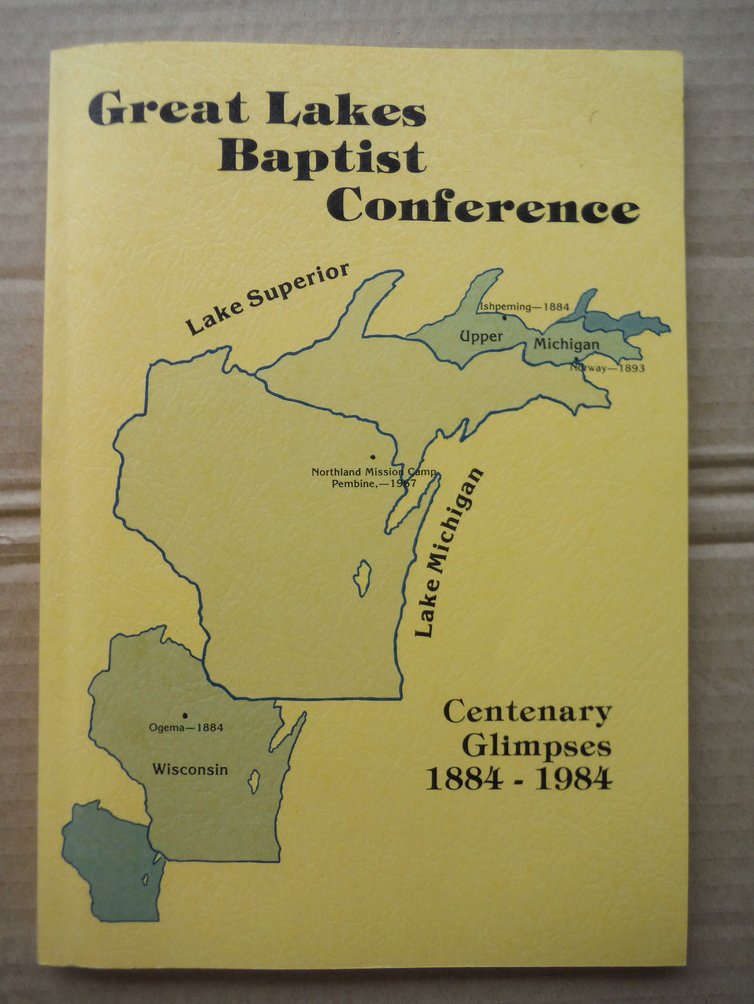 Great Lakes
Baptist
Conference
Lake Superior
Ishpeming—1884
Upper
Michigan
Norway—1893
Northland Mission Camp
Pembine,—1967
Lake Michigan
Centenary
Glimpses
1884 - 1984
Ogema—1884
Wisconsin